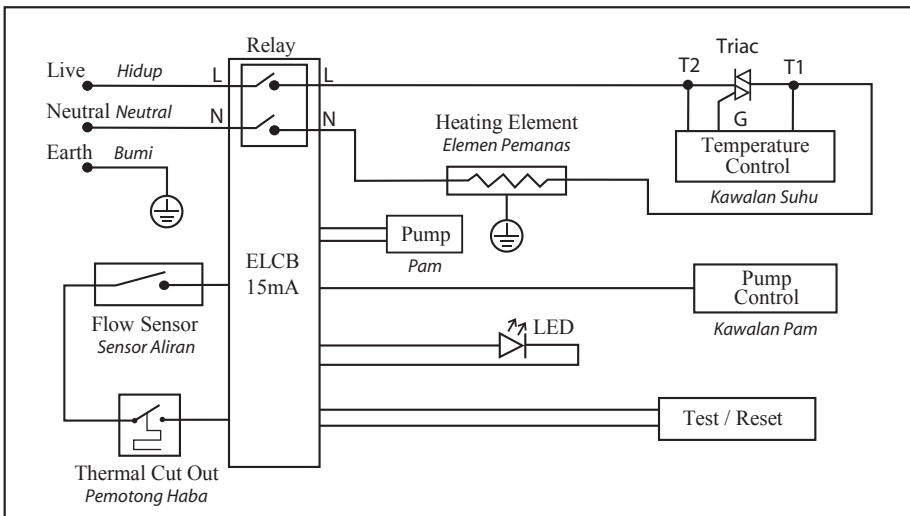 Relay
Live Hidup L L
Neutral Neutral N N
Earth Bumi
Triac
T2 T1
G
Temperature
Control
Kawalan Suhu
Heating Element
Elemen Pemanas
Pump
Pam
ELCB
15mA
Pump
Control
Kawalan Pam
Flow Sensor
Sensor Aliran
LED
Test / Reset
Thermal Cut Out
Pemotong Haba